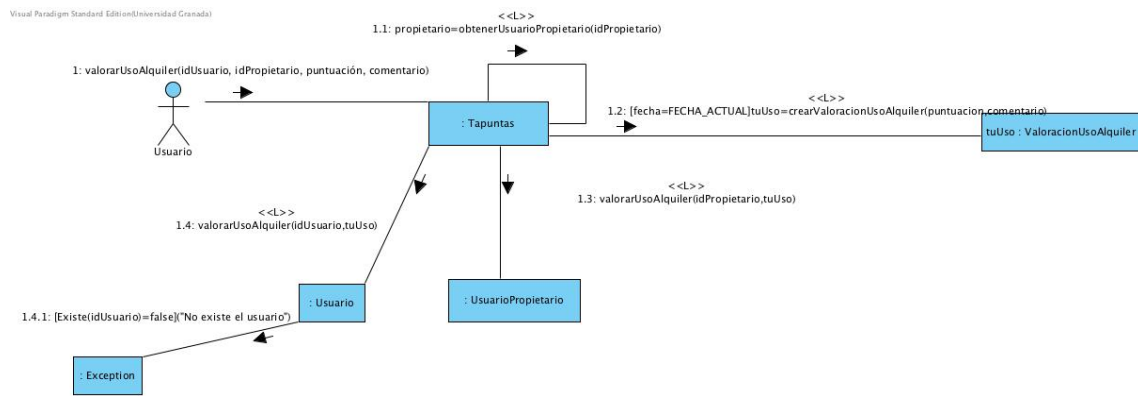 Visual Paradigm Standard Edition(Universidad Granada)
<<L>>
1.1: propietario=obtenerUsuarioPropietario(idPropietario)
1: valorarUsoAlquiler(idUsuario, idPropietario, puntuación, comentario)
Usuario
: Tapuntas
<<L>>
1.2: [fecha=FECHA_ACTUAL]tuUso=crearValoracionUsoAlquiler(puntuacion,comentario)
tuUso : ValoracionUsoAlquiler
<<L>>
1.3: valorarUsoAlquiler(idPropietario,tuUso)
<<L>>
1.4: valorarUsoAlquiler(idUsuario,tuUso)
: Usuario
: UsuarioPropietario
1.4.1: [Existe(idUsuario)=false]("No existe el usuario")
: Exception